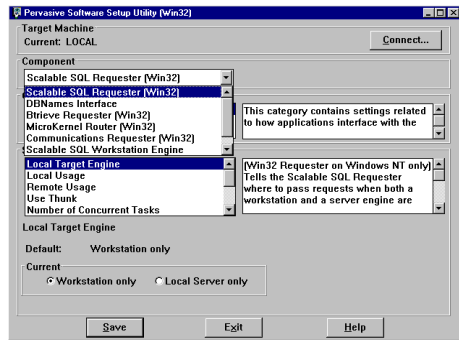 Pervasive Software Setup Utility (Win32)
Target Machine
Current: LOCAL
Connect...
Component
Scalable SQL Requester (Win32)
Scalable SQL Requester (Win32)
DBNames Interface
Btrieve Requester (Win32)
MicroKernel Router (Win32)
Communications Requester (Win32)
Scalable SQL Workstation Engine
This category contains settings related
to how applications interface with the
Local Target Engine
Local Usage
Remote Usage
Use Thunk
Number of Concurrent Tasks
(Win32 Requester on Windows NT only)
Tells the Scalable SQL Requester
where to pass requests when both a
workstation and a server engine are
Local Target Engine
Default: Workstation only
Current
Workstation only Local Server only
Save Exit Help